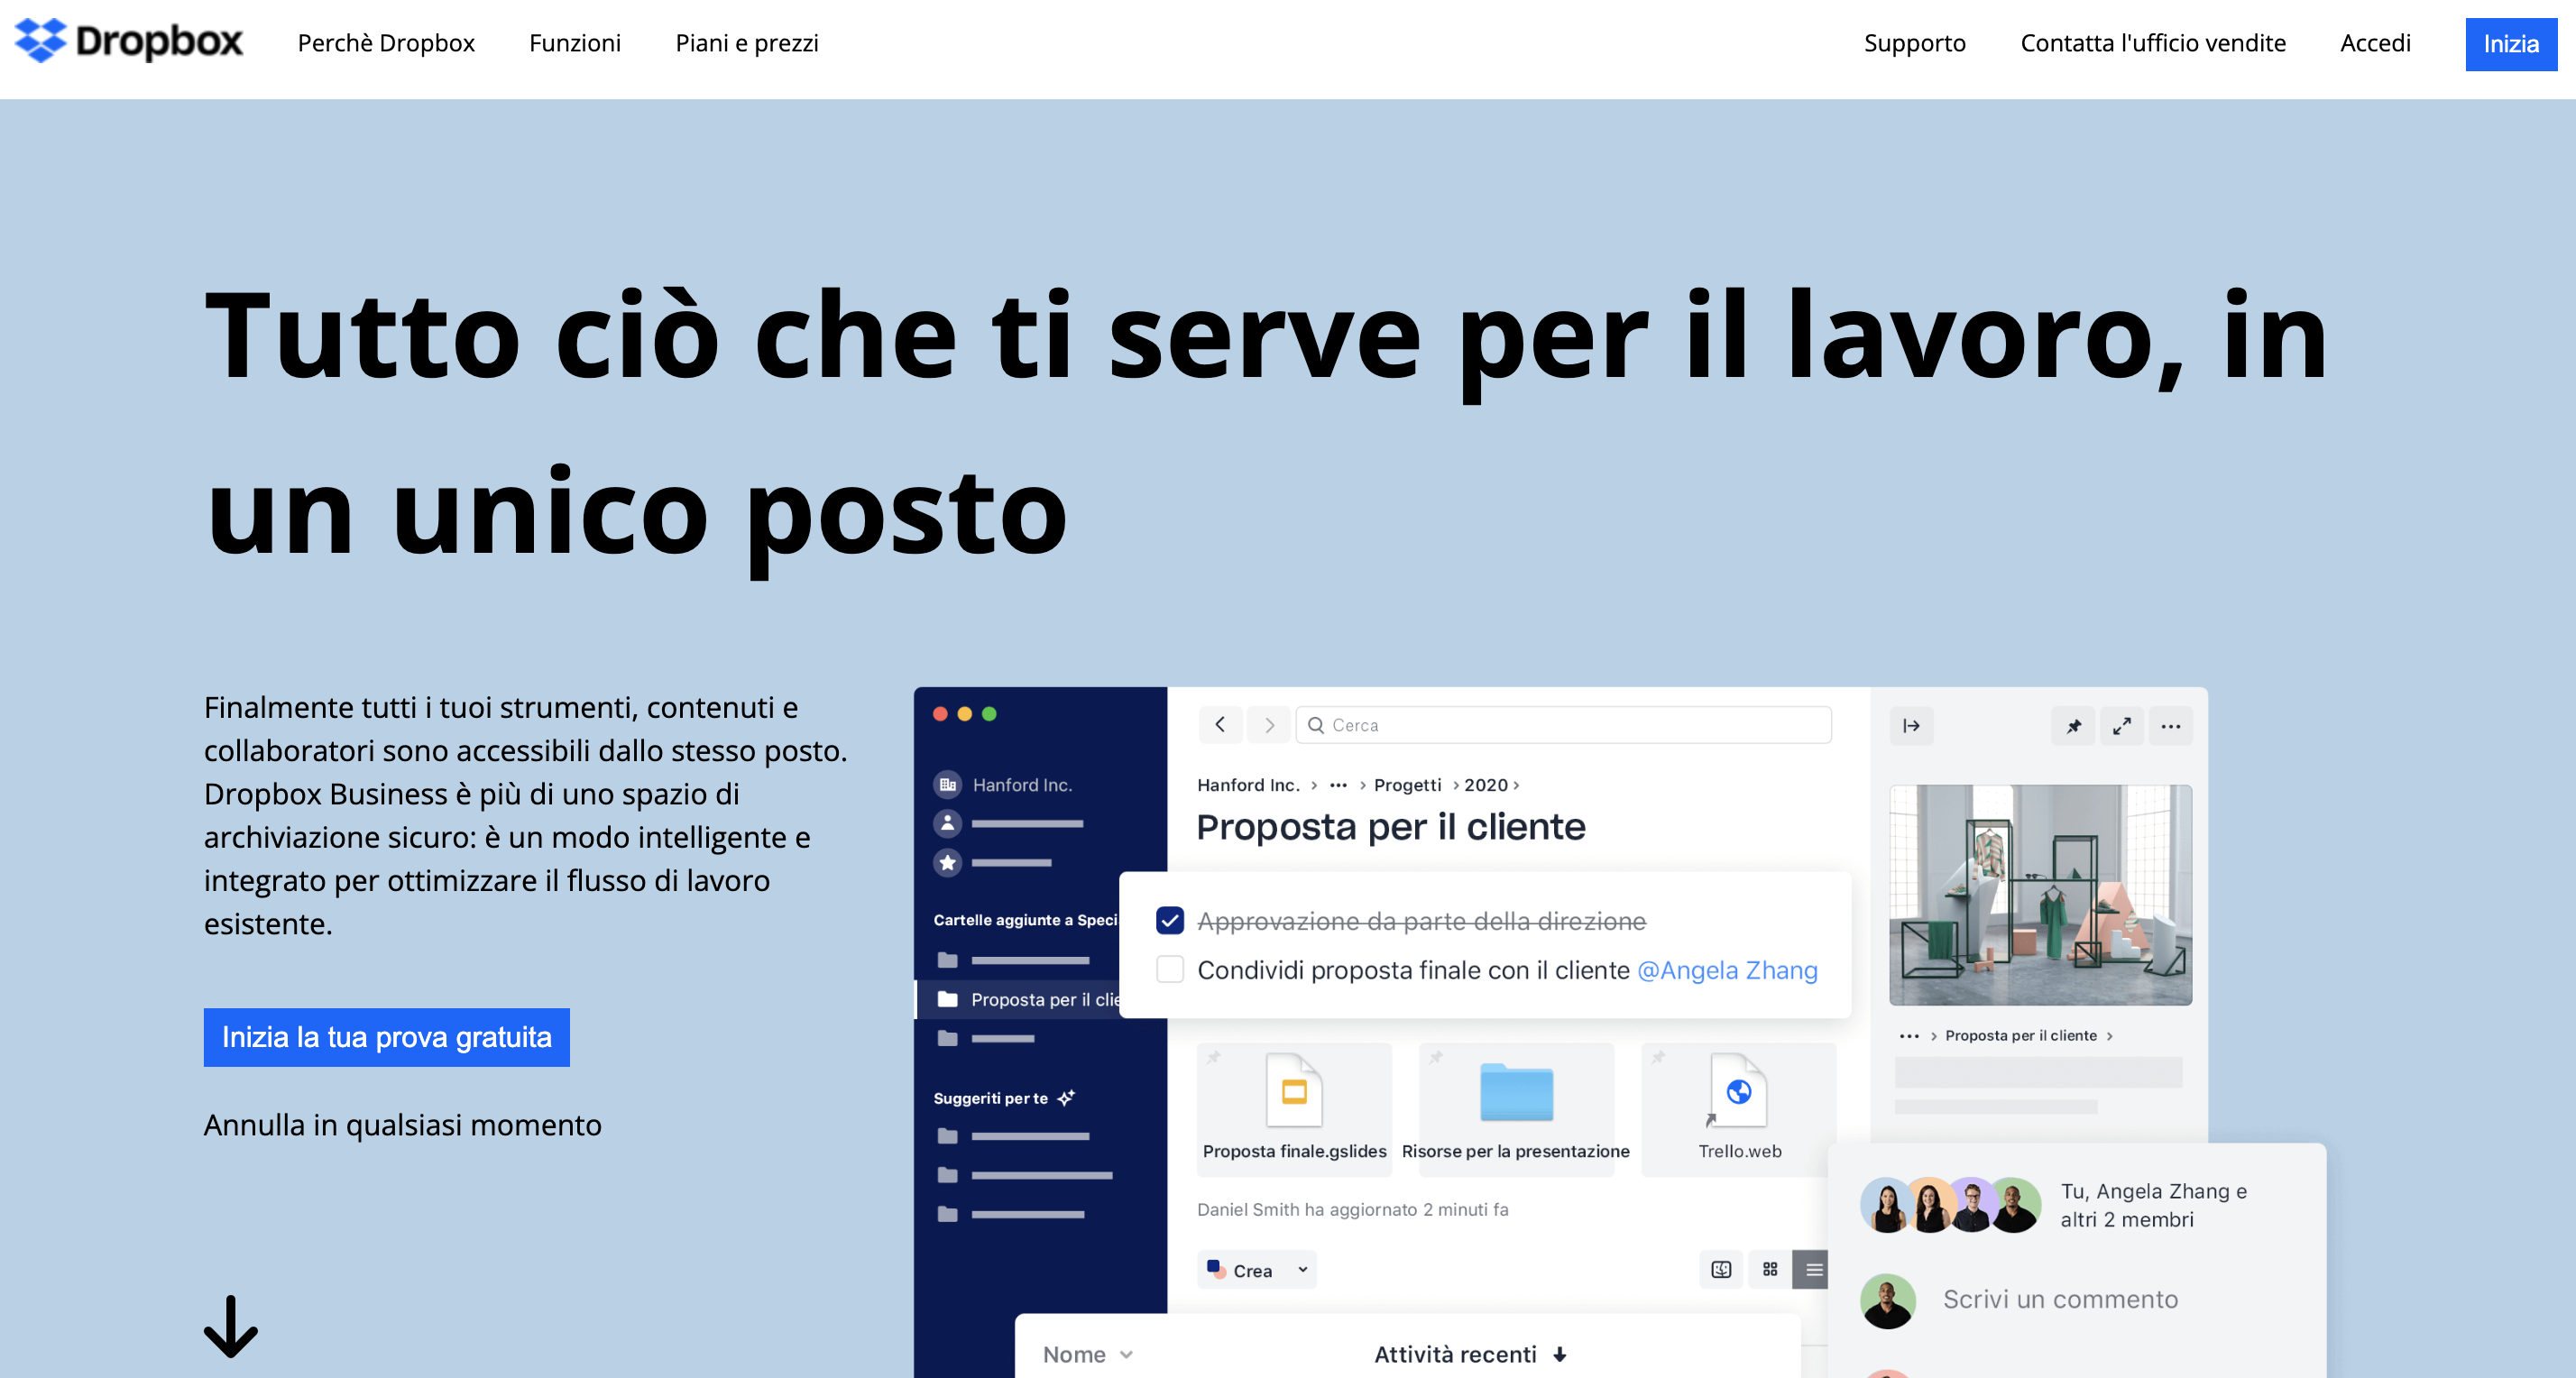 Dropbox
Perchè Dropbox
Funzioni
Piani e prezzi
Supporto
Contatta l'ufficio vendite
Accedi
Inizia
Tutto ciò che ti serve per il lavoro, in
un unico posto
Finalmente tutti i tuoi strumenti, contenuti e
collaboratori sono accessibili dallo stesso posto.
Dropbox Business è più di uno spazio di
archiviazione sicuro: è un modo intelligente e
integrato per ottimizzare il flusso di lavoro
esistente.
Inizia la tua prova gratuita
Annulla in qualsiasi momento
Hanford Inc.
Cartelle aggiunte a Speci
Proposta per il clie
Suggeriti per te
Cerca
Hanford Inc. > ... > Progetti > 2020 >
Proposta per il cliente
Approvazione da parte della direzione
Condividi proposta finale con il cliente @Angela Zhang
Proposta finale.gslides
Risorse per la presentazione
Trello.web
Daniel Smith ha aggiornato 2 minuti fa
Crea
Nome
Attività recenti
... > Proposta per il cliente >
Tu, Angela Zhang e
altri 2 membri
Scrivi un commento